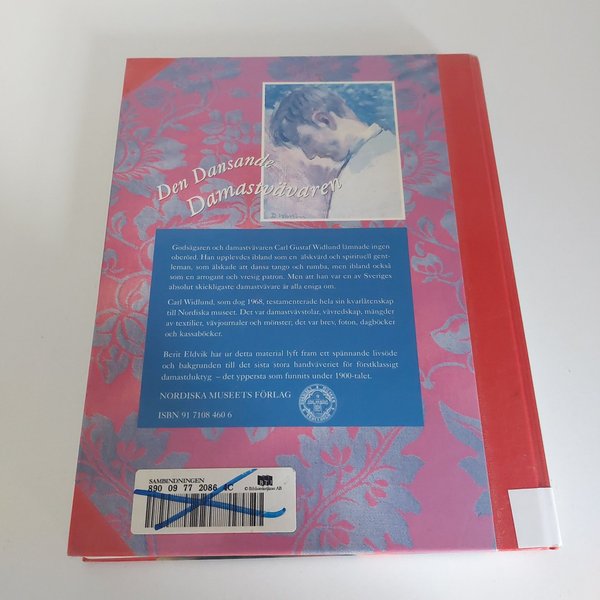 Den Dansande
Damastvävaren
Godsägaren och damastvävaren Carl Gustaf Widlund lämnade ingen
oberörd. Han upplevdes ibland som en älskvärd och spirituell gent-
leman, som älskade att dansa tango och rumba, men ibland också
som en arrogant och vresig patron. Men att han var en av Sveriges
absolut skickligaste damastvävare är alla eniga om.
Carl Widlund, som dog 1968, testamenterade hela sin kvarlåtenskap
till Nordiska museet. Det var damastvävstolar, vävredskap, mängder
av textilier, vävjournaler och mönster; det var brev, foton, dagböcker
och kassaböcker.
Berit Eldvik har ur detta material lyft fram ett spännande livsöde
och bakgrunden till det sista stora handväveriet för förstklassigt
damastduktyg – det yppersta som funnits under 1900-talet.
NORDISKA MUSEETS FÖRLAG
ISBN 91 7108 460 6
SAMBINDNINGEN
890 09 77 2086 4C
© Bibliotekstjänst AB